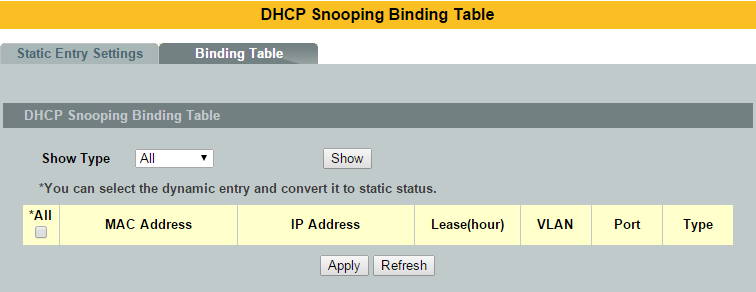 DHCP Snooping Binding Table
Static Entry Settings Binding Table
DHCP Snooping Binding Table
Show Type All Show
*You can select the dynamic entry and convert it to static status.
*All MAC Address IP Address Lease(hour) VLAN Port Type
Apply Refresh